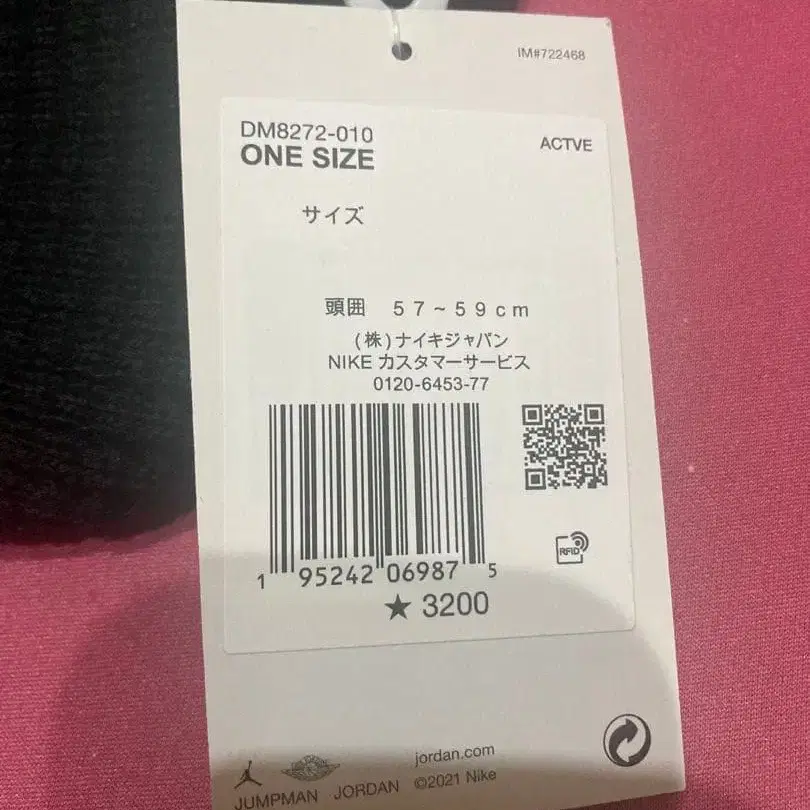 IM#722468
DM8272-010
ACTVE
ONE SIZE
サイズ
頭囲 57~59cm
(株)ナイキジャパン
NIKE カスタマーサービス
0120-6453-77
RFID
1 95242 06987 5
★ 3200
jordan.com
JUMPMAN JORDAN ©2021 Nike